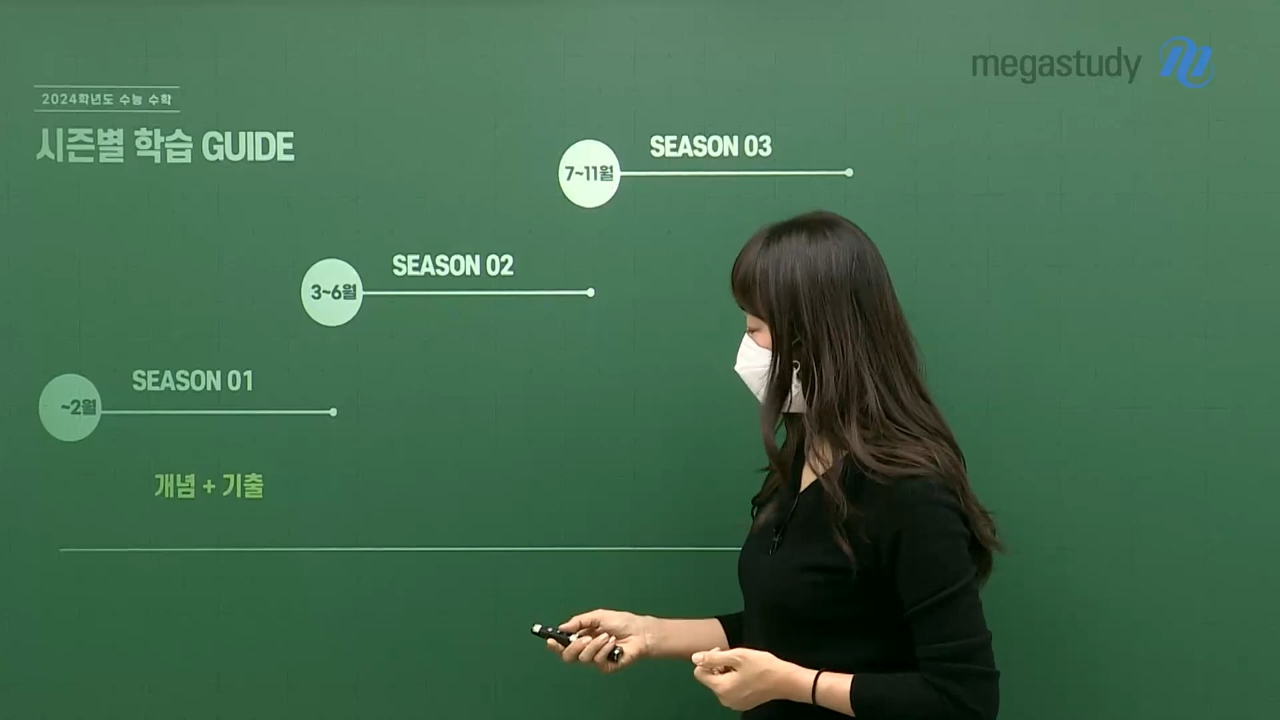 megastudy
2024학년도 수능 수학
시즌별 학습 GUIDE
SEASON 03
7~11월
SEASON 02
3~6월
SEASON 01
~2월
개념 + 기출